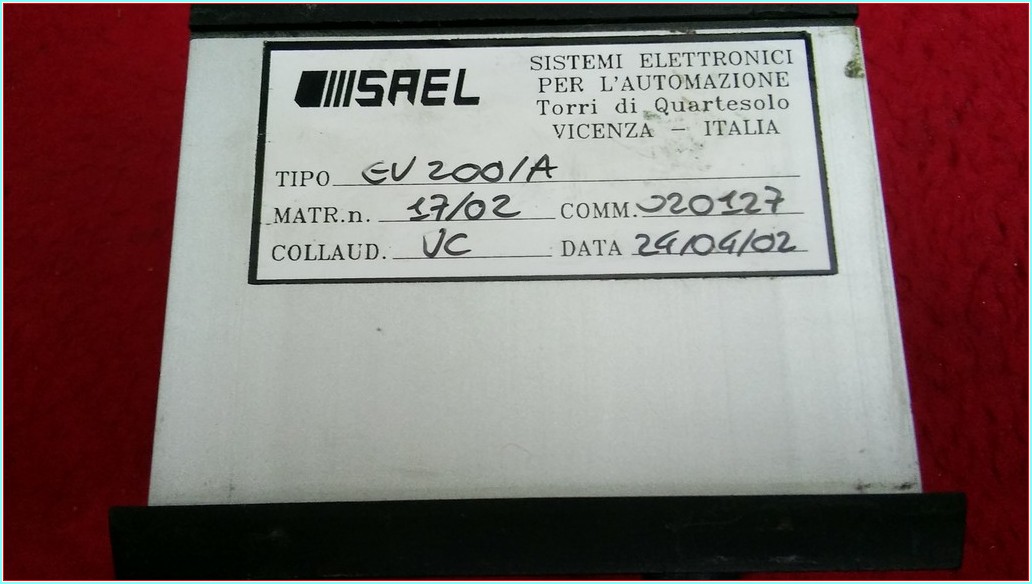 SAEL
SISTEMI ELETTRONICI
PER L'AUTOMAZIONE
Torri di Quartesolo
VICENZA - ITALIA
TIPO EV 200/A
MATR.n. 17/02 COMM. J20127
COLLAUD. VC DATA 24/04/02